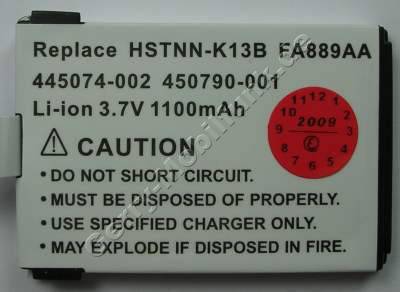 Replace HSTNN-K13B FA889AA
445074-002 450790-001
Li-ion 3.7V 1100mAh
11 12 1
10 2
2009
9 3
8 4
7 6 5
CAUTION
•DO NOT SHORT CIRCUIT.
•MUST BE DISPOSED OF PROPERLY.
•USE SPECIFIED CHARGER ONLY.
•MAY EXPLODE IF DISPOSED IN FIRE.